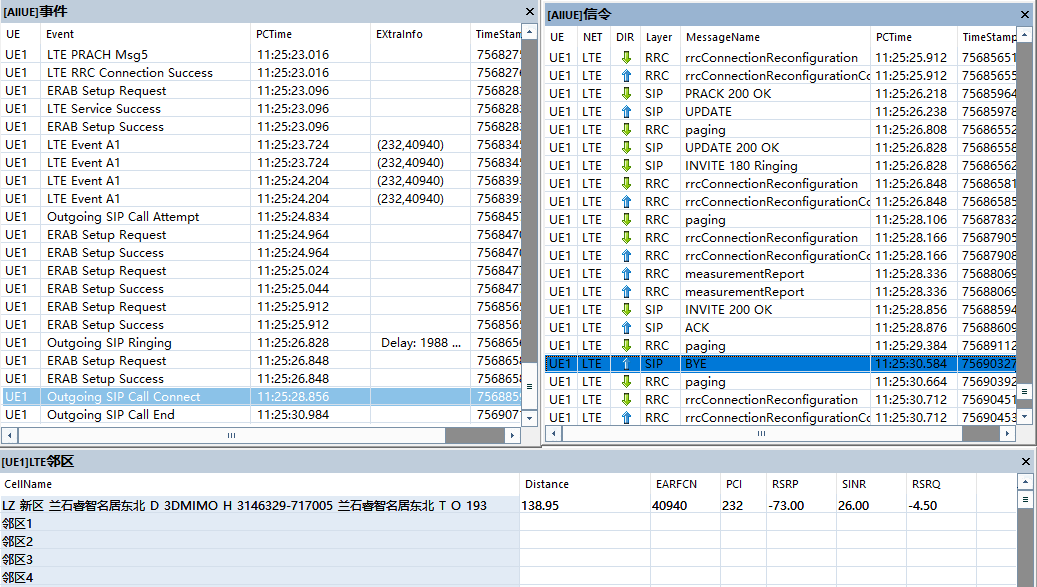 [AllUE]事件
UE Event PCTime EXtraInfo TimeStam
UE1 LTE PRACH Msg5 11:25:23.016 756827
UE1 LTE RRC Connection Success 11:25:23.016 756827
UE1 ERAB Setup Request 11:25:23.096 756828
UE1 LTE Service Success 11:25:23.096 756828
UE1 ERAB Setup Success 11:25:23.096 756828
UE1 LTE Event A1 11:25:23.724 (232,40940) 756834
UE1 LTE Event A1 11:25:23.724 (232,40940) 756834
UE1 LTE Event A1 11:25:24.204 (232,40940) 756839
UE1 LTE Event A1 11:25:24.204 (232,40940) 756839
UE1 Outgoing SIP Call Attempt 11:25:24.834 756845
UE1 ERAB Setup Request 11:25:24.964 75684
UE1 ERAB Setup Success 11:25:24.964 75684
UE1 ERAB Setup Request 11:25:25.024 75684
UE1 ERAB Setup Success 11:25:25.044 75684
UE1 ERAB Setup Request 11:25:25.912 75685
UE1 ERAB Setup Success 11:25:25.912 75685
UE1 Outgoing SIP Ringing 11:25:26.828 Delay: 1988 ... 75686
UE1 ERAB Setup Request 11:25:26.848 75686
UE1 ERAB Setup Success 11:25:26.848 75686
UE1 Outgoing SIP Call Connect 11:25:28.856 75688
UE1 Outgoing SIP Call End 11:25:30.984 75690
[AllUE]信令
UE NET DIR Layer MessageName PCTime TimeStamp
UE1 LTE RRC rrcConnectionReconfiguration 11:25:25.912 75685651
UE1 LTE RRC rrcConnectionReconfigurationCo 11:25:25.912 75685655
UE1 LTE SIP PRACK 200 OK 11:25:26.218 75685964
UE1 LTE SIP UPDATE 11:25:26.238 75685978
UE1 LTE RRC paging 11:25:26.808 75686552
UE1 LTE SIP UPDATE 200 OK 11:25:26.828 75686558
UE1 LTE SIP INVITE 180 Ringing 11:25:26.828 75686562
UE1 LTE RRC rrcConnectionReconfiguration 11:25:26.848 75686581
UE1 LTE RRC rrcConnectionReconfigurationCo 11:25:26.848 75686585
UE1 LTE RRC paging 11:25:28.106 75687832
UE1 LTE RRC rrcConnectionReconfiguration 11:25:28.166 75687905
UE1 LTE RRC rrcConnectionReconfigurationCo 11:25:28.166 75687908
UE1 LTE RRC measurementReport 11:25:28.336 75688069
UE1 LTE RRC measurementReport 11:25:28.336 75688069
UE1 LTE SIP INVITE 200 OK 11:25:28.856 75688594
UE1 LTE SIP ACK 11:25:28.876 75688609
UE1 LTE RRC paging 11:25:29.384 75689112
UE1 LTE SIP BYE 11:25:30.584 75690327
UE1 LTE RRC paging 11:25:30.664 75690392
UE1 LTE RRC rrcConnectionReconfiguration 11:25:30.712 75690451
UE1 LTE RRC rrcConnectionReconfigurationCo 11:25:30.712 75690453
[UE1]LTE邻区
CellName Distance EARFCN PCI RSRP SINR RSRQ
LZ 新区 兰石睿智名居东北 D 3DMIMO H 3146329-717005 兰石睿智名居东北 T O 193 138.95 40940 232 -73.00 26.00 -4.50
邻区1
邻区2
邻区3
邻区4